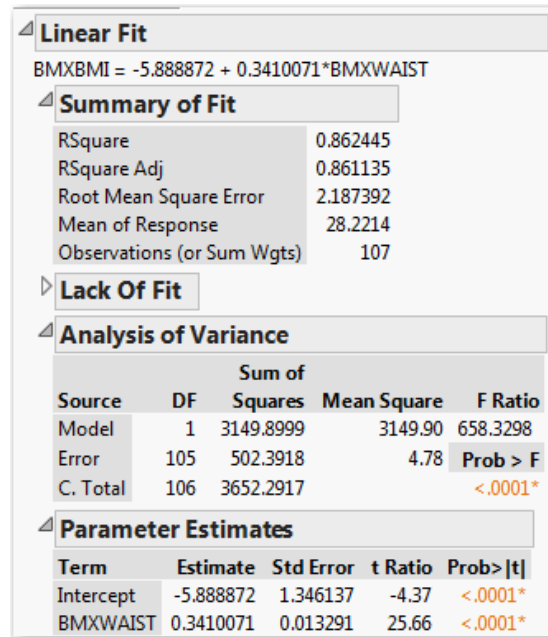 Linear Fit
BMXBMI = -5.888872 + 0.3410071*BMXWAIST
Summary of Fit
RSquare 0.862445
RSquare Adj 0.861135
Root Mean Square Error 2.187392
Mean of Response 28.2214
Observations (or Sum Wgts) 107
Lack Of Fit
Analysis of Variance
Sum of
Source DF Squares Mean Square F Ratio
Model 1 3149.8999 3149.90 658.3298
Error 105 502.3918 4.78 Prob > F
C. Total 106 3652.2917 <.0001*
Parameter Estimates
Term Estimate Std Error t Ratio Prob>|t|
Intercept -5.888872 1.346137 -4.37 <.0001*
BMXWAIST 0.3410071 0.013291 25.66 <.0001*